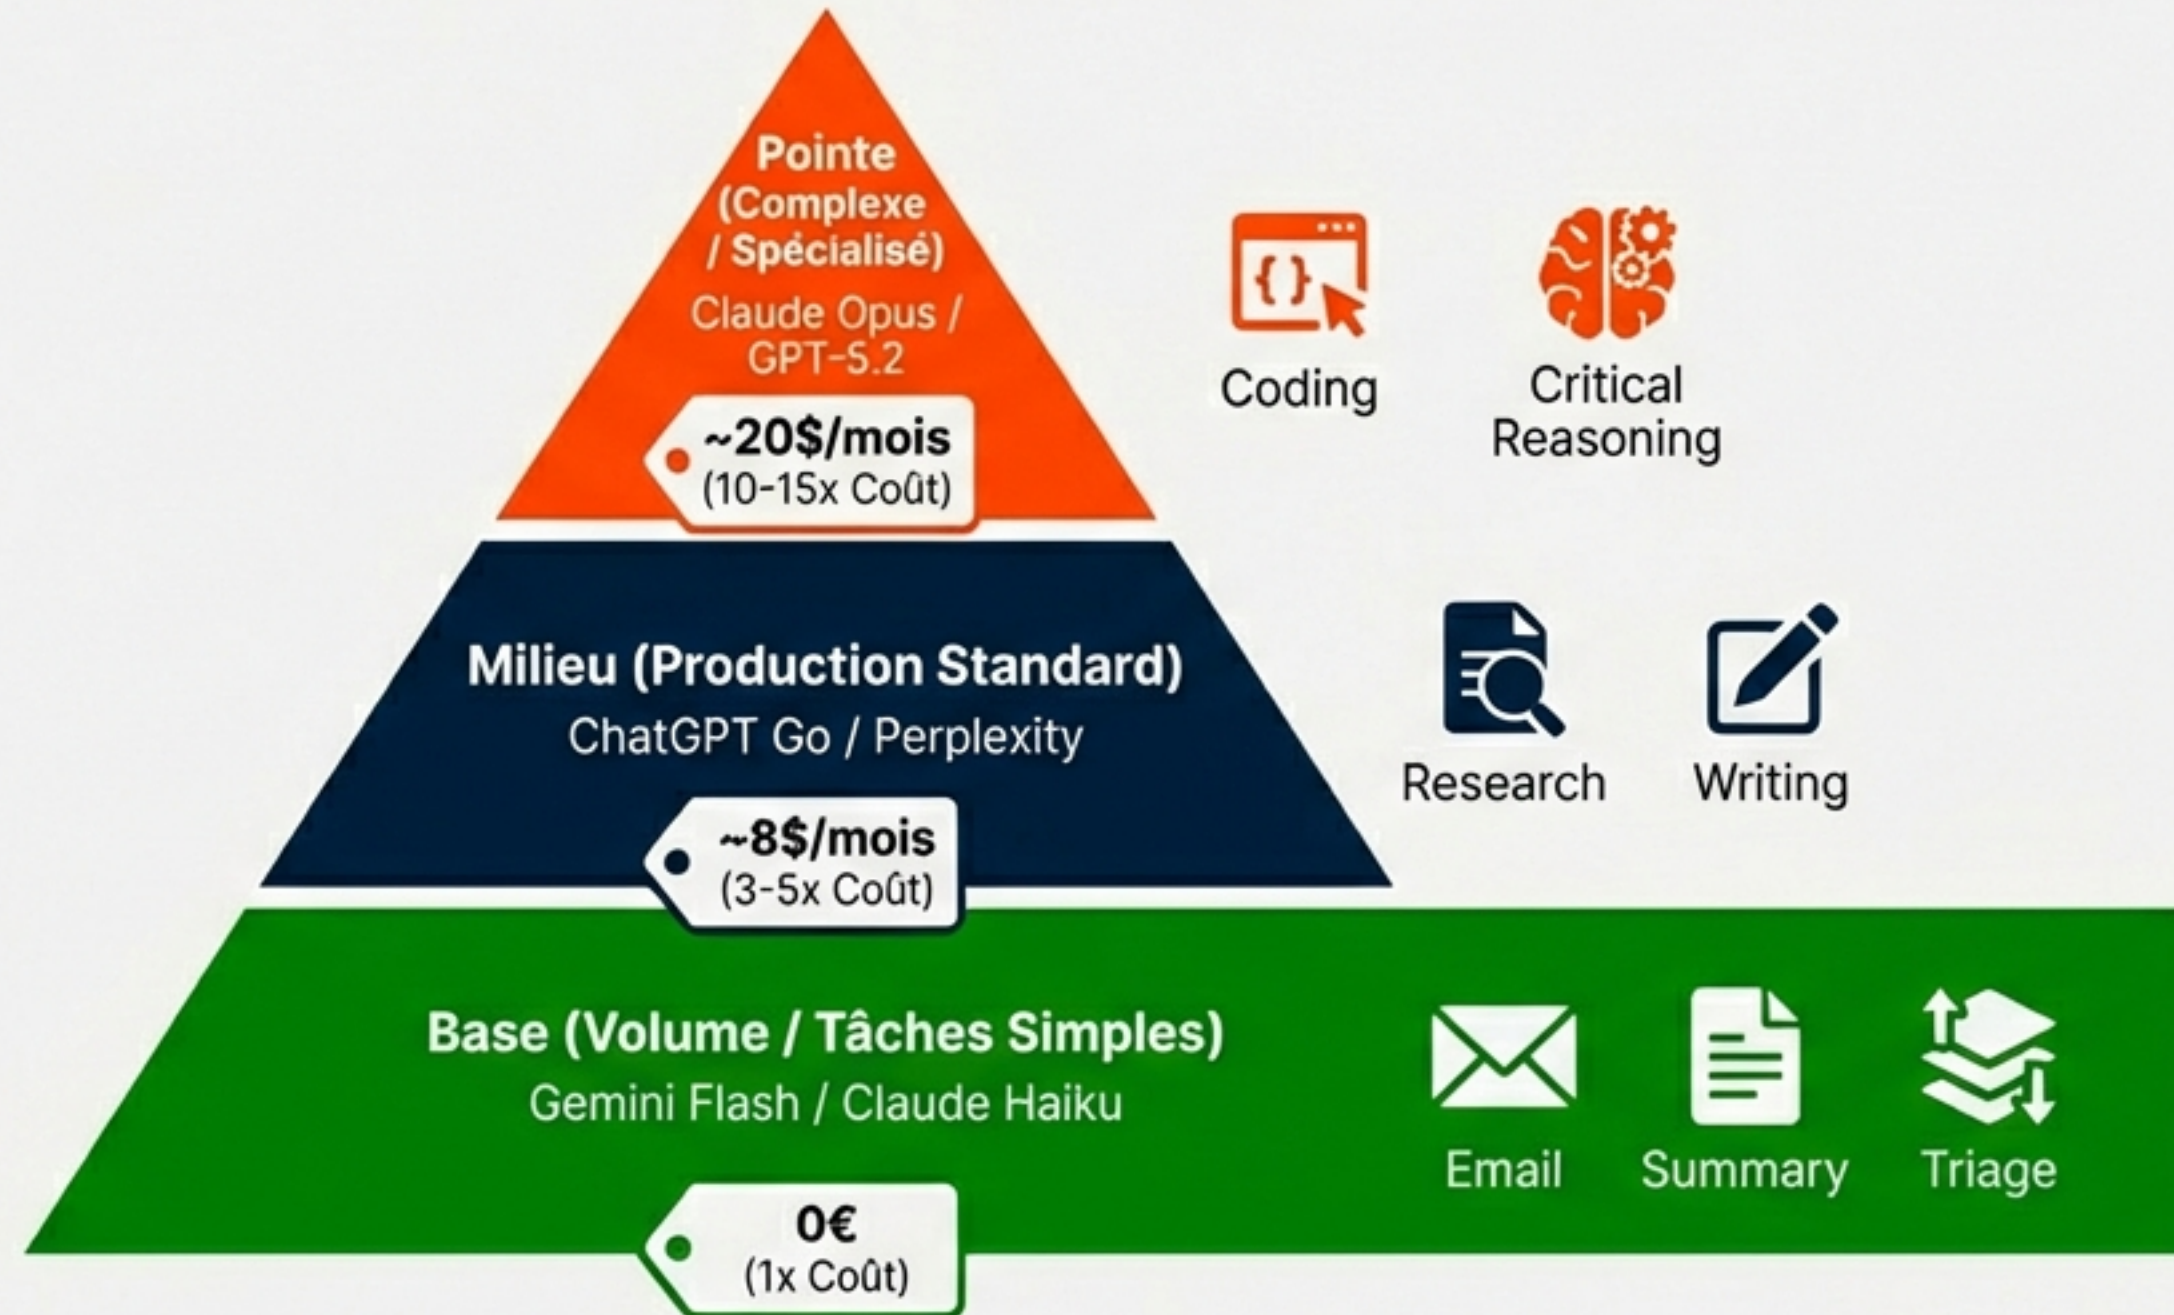 Pointe
(Complexe
/ Spécialisé)
Claude Opus /
GPT-5.2
~20$/mois
(10-15x Coût)
Coding
Critical
Reasoning
Milieu (Production Standard)
ChatGPT Go / Perplexity
~8$/mois
(3-5x Coût)
Research
Writing
Base (Volume / Tâches Simples)
Gemini Flash / Claude Haiku
0€
(1x Coût)
Email
Summary
Triage